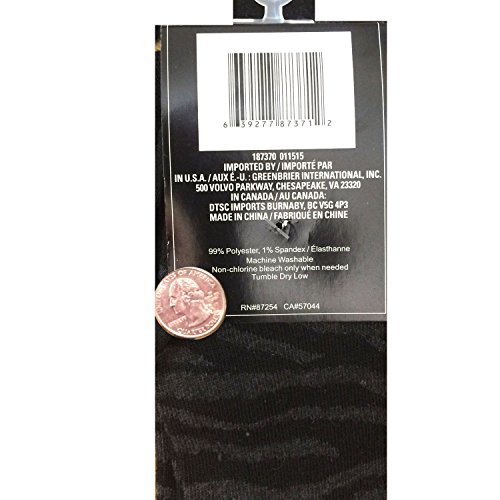 6 39277 87371 2
187370 011515
IMPORTED BY / IMPORTÉ PAR
IN U.S.A. / AUX É.-U. : GREENBRIER INTERNATIONAL, INC.
500 VOLVO PARKWAY, CHESAPEAKE, VA 23320
IN CANADA / AU CANADA:
DTSC IMPORTS BURNABY, BC V5G 4P3
MADE IN CHINA / FABRIQUÉ EN CHINE
99% Polyester, 1% Spandex / Élasthanne
Machine Washable
Non-chlorine bleach only when needed
Tumble Dry Low
RN#87254 CA#57044